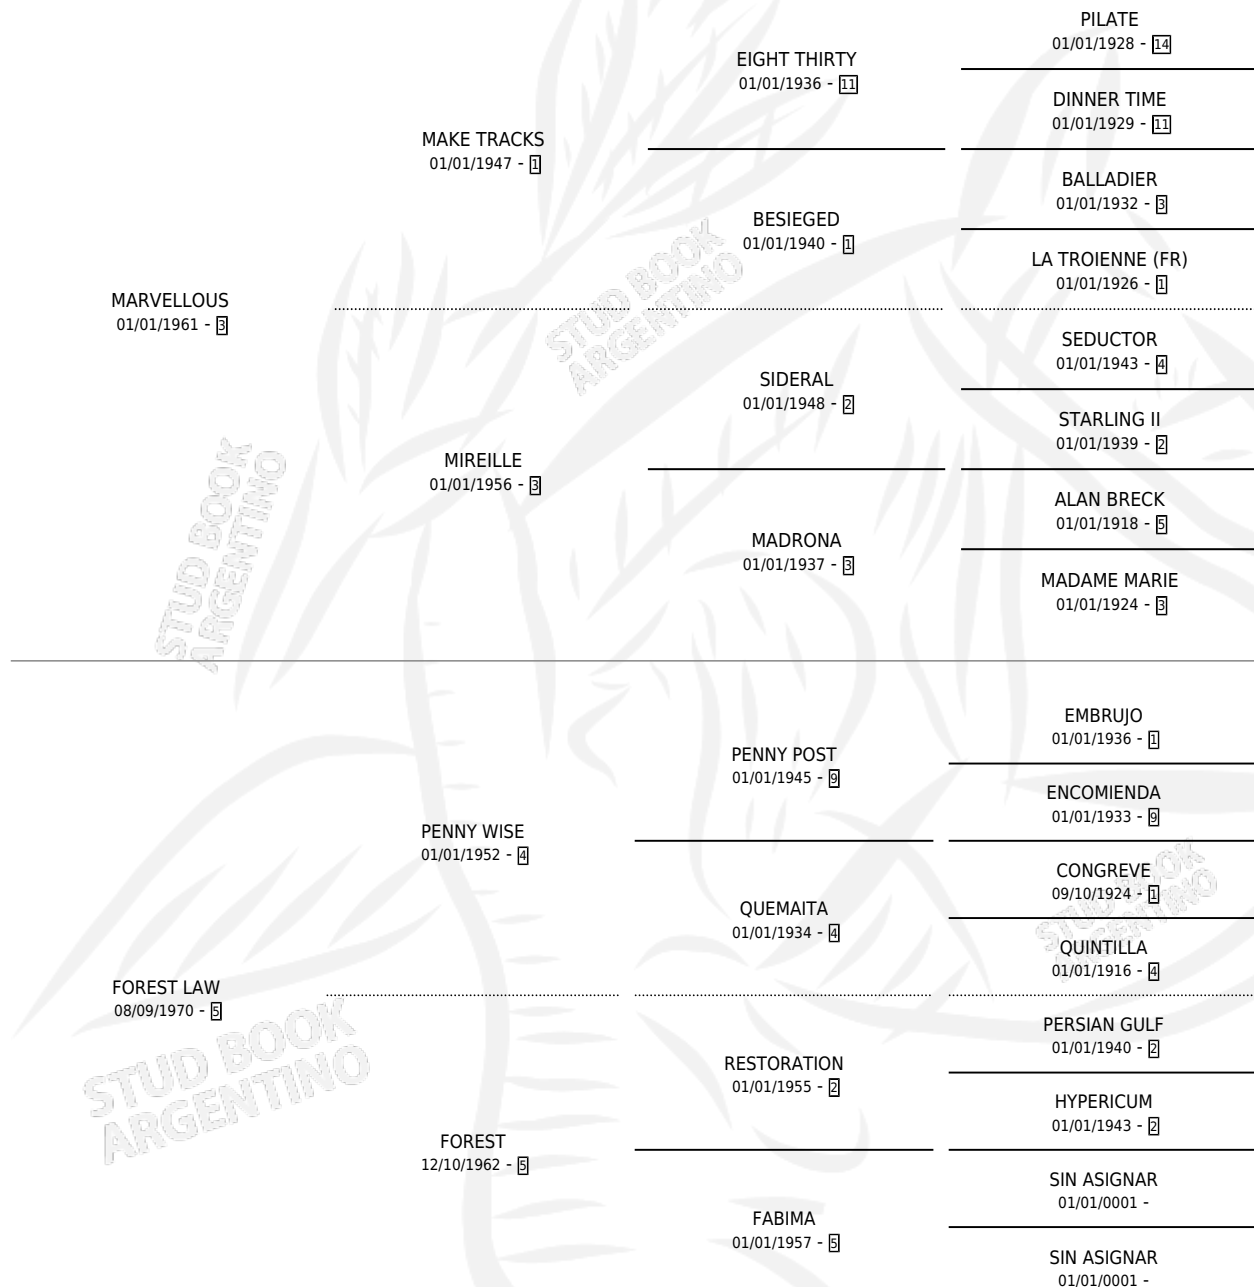 PILATE
01/01/1928 - 14
EIGHT THIRTY
01/01/1936 - 11
DINNER TIME
01/01/1929 - 11
MAKE TRACKS
01/01/1947 - 1
BALLADIER
01/01/1932 - 3
BESIEGED
01/01/1940 - 1
LA TROIENNE (FR)
01/01/1926 - 1
MARVELLOUS
01/01/1961 - 3
STUD BOOK
ARGENTINO
SEDUCTOR
01/01/1943 - 4
SIDERAL
01/01/1948 - 2
STARLING II
01/01/1939 - 2
MIREILLE
01/01/1956 - 3
ALAN BRECK
01/01/1918 - 5
MADRONA
01/01/1937 - 3
MADAME MARIE
01/01/1924 - 3
STUD BOOK
ARGENTINO
EMBRUJO
01/01/1936 - 1
PENNY POST
01/01/1945 - 9
ENCOMIENDA
01/01/1933 - 9
PENNY WISE
01/01/1952 - 4
CONGREVE
09/10/1924 - 1
QUEMAITA
01/01/1934 - 4
QUINTILLA
01/01/1916 - 4
STUD BOOK
ARGENTINO
FOREST LAW
08/09/1970 - 5
PERSIAN GULF
01/01/1940 - 2
RESTORATION
01/01/1955 - 2
HYPERICUM
01/01/1943 - 2
STUD BOOK
ARGENTINO
FOREST
12/10/1962 - 5
SIN ASIGNAR
01/01/0001 -
FABIMA
01/01/1957 - 5
SIN ASIGNAR
01/01/0001 -